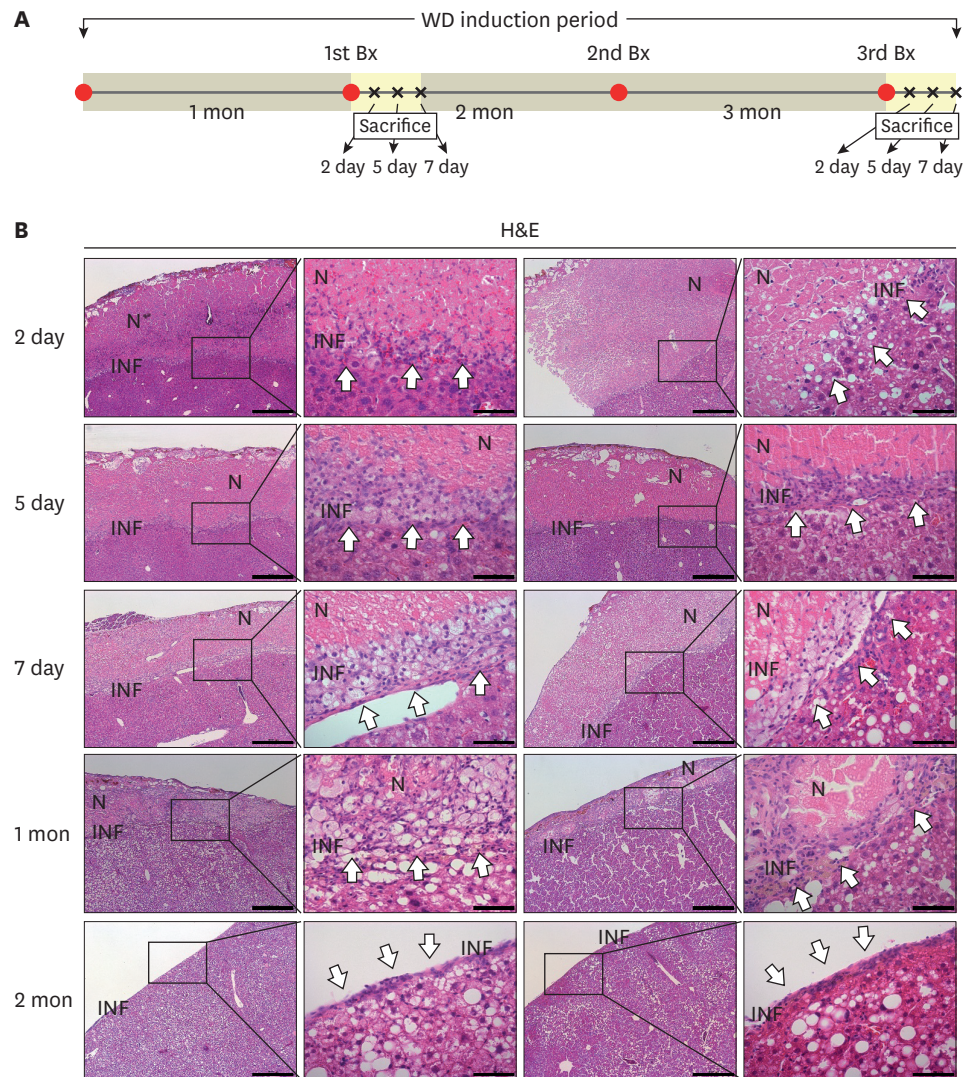 A
WD induction period
1st Bx 2nd Bx 3rd Bx
1 mon 2 mon 3 mon
Sacrifice Sacrifice
2 day 5 day 7 day 2 day 5 day 7 day
B
H&E
2 day
N INF N INF N N INF
5 day
N INF N INF N INF N INF
7 day
N INF N INF N INF N INF
1 mon
N INF N INF N INF N INF
2 mon
INF INF INF INF